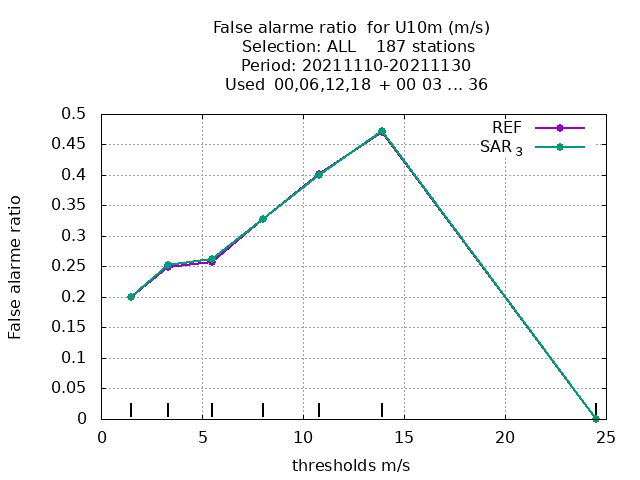 False alarme ratio  for U10m (m/s)
Selection: ALL    187 stations
Period: 20211110-20211130
Used  00,06,12,18  + 00 03 ... 36
REF
SAR 3
0.5
0.45
0.4
0.35
0.3
0.25
0.2
0.15
0.1
0.05
0
False alarme ratio
0 5 10 15 20 25
thresholds m/s